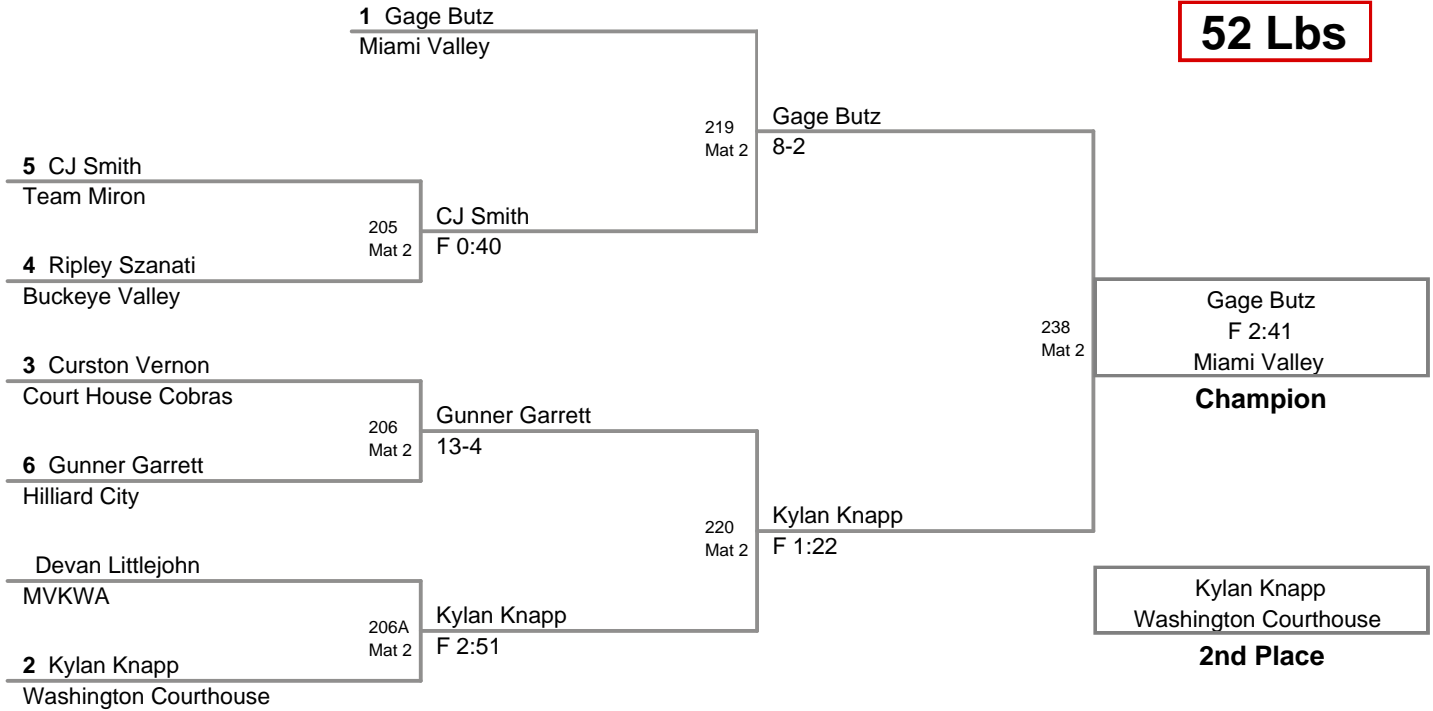 1 Gage Butz
Miami Valley
52 Lbs
219
Mat 2
Gage Butz
8-2
5 CJ Smith
Team Miron
205
Mat 2
CJ Smith
F 0:40
4 Ripley Szanati
Buckeye Valley
238
Mat 2
Gage Butz
F 2:41
Miami Valley
Champion
3 Curston Vernon
Court House Cobras
206
Mat 2
Gunner Garrett
13-4
6 Gunner Garrett
Hilliard City
220
Mat 2
Kylan Knapp
F 1:22
Devan Littlejohn
MVKWA
206A
Mat 2
Kylan Knapp
F 2:51
2 Kylan Knapp
Washington Courthouse
Kylan Knapp
Washington Courthouse
2nd Place